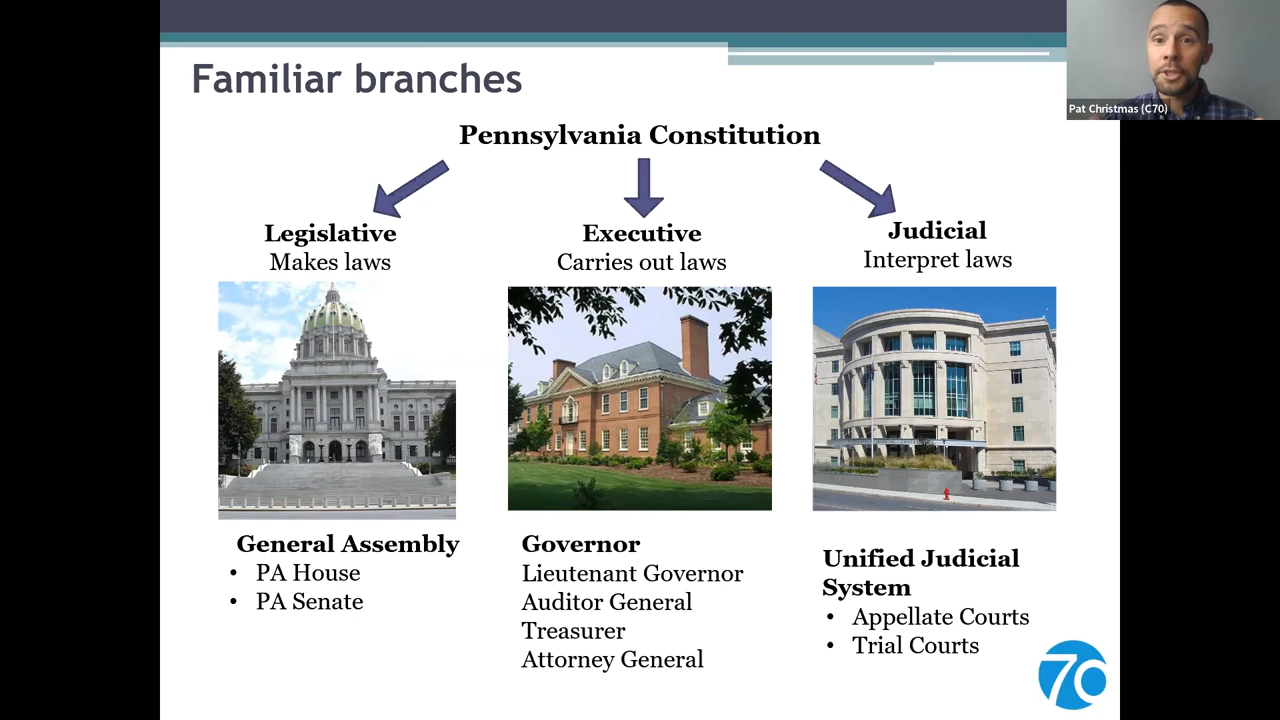 Familiar branches
Pat Christmas (C70)
Pennsylvania Constitution
Legislative
Makes laws
Executive
Carries out laws
Judicial
Interpret laws
General Assembly
• PA House
• PA Senate
Governor
Lieutenant Governor
Auditor General
Treasurer
Attorney General
Unified Judicial
System
• Appellate Courts
• Trial Courts
70